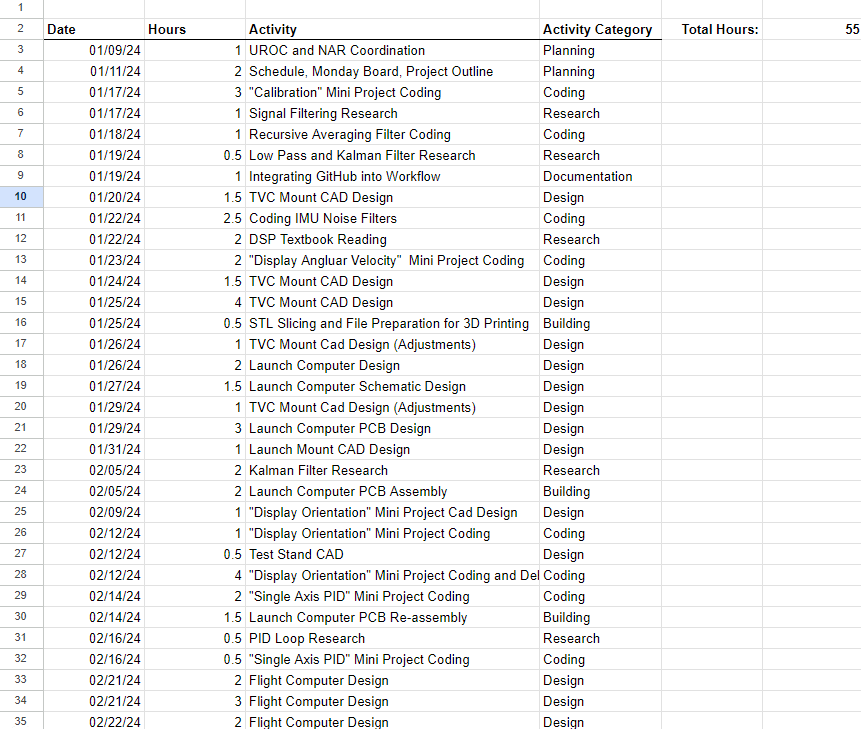 1
2 Date Hours Activity Activity Category Total Hours: 55
3 01/09/24 1 UROC and NAR Coordination Planning
4 01/11/24 2 Schedule, Monday Board, Project Outline Planning
5 01/17/24 3 "Calibration" Mini Project Coding Coding
6 01/17/24 1 Signal Filtering Research Research
7 01/18/24 1 Recursive Averaging Filter Coding Coding
8 01/19/24 0.5 Low Pass and Kalman Filter Research Research
9 01/19/24 1 Integrating GitHub into Workflow Documentation
10 01/20/24 1.5 TVC Mount CAD Design Design
11 01/22/24 2.5 Coding IMU Noise Filters Coding
12 01/22/24 2 DSP Textbook Reading Research
13 01/23/24 2 "Display Angluar Velocity" Mini Project Coding Coding
14 01/24/24 1.5 TVC Mount CAD Design Design
15 01/25/24 4 TVC Mount CAD Design Design
16 01/25/24 0.5 STL Slicing and File Preparation for 3D Printing Building
17 01/26/24 1 TVC Mount Cad Design (Adjustments) Design
18 01/26/24 2 Launch Computer Design Design
19 01/27/24 1.5 Launch Computer Schematic Design Design
20 01/29/24 1 TVC Mount Cad Design (Adjustments) Design
21 01/29/24 3 Launch Computer PCB Design Design
22 01/31/24 1 Launch Mount CAD Design Design
23 02/05/24 2 Kalman Filter Research Research
24 02/05/24 2 Launch Computer PCB Assembly Building
25 02/09/24 1 "Display Orientation" Mini Project Cad Design Design
26 02/12/24 1 "Display Orientation" Mini Project Coding Coding
27 02/12/24 0.5 Test Stand CAD Design
28 02/12/24 4 "Display Orientation" Mini Project Coding and Del Coding
29 02/14/24 2 "Single Axis PID" Mini Project Coding Coding
30 02/14/24 1.5 Launch Computer PCB Re-assembly Building
31 02/16/24 0.5 PID Loop Research Research
32 02/16/24 0.5 "Single Axis PID" Mini Project Coding Coding
33 02/21/24 2 Flight Computer Design Design
34 02/21/24 3 Flight Computer Design Design
35 02/22/24 2 Flight Computer Design Design